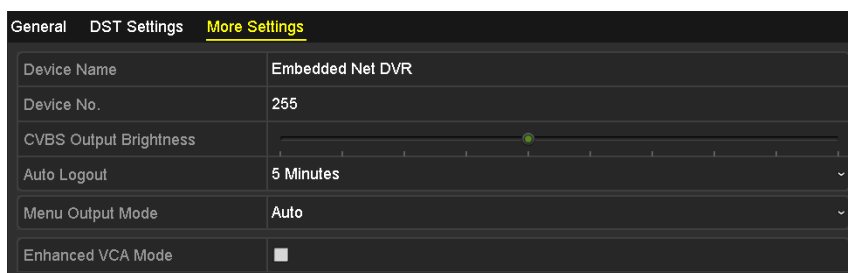 General DST Settings More Settings
Device Name Embedded Net DVR
Device No. 255
CVBS Output Brightness
Auto Logout 5 Minutes
Menu Output Mode Auto
Enhanced VCA Mode